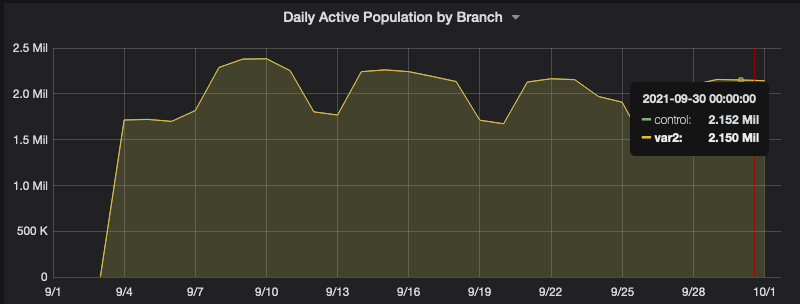 Daily Active Population by Branch
2.5 Mil
2.0 Mil
1.5 Mil
1.0 Mil
500 K
0
9/1 9/4 9/7 9/10 9/13 9/16 9/19 9/22 9/25 9/28 10/1
2021-09-30 00:00:00
control: 2.152 Mil
var2: 2.150 Mil